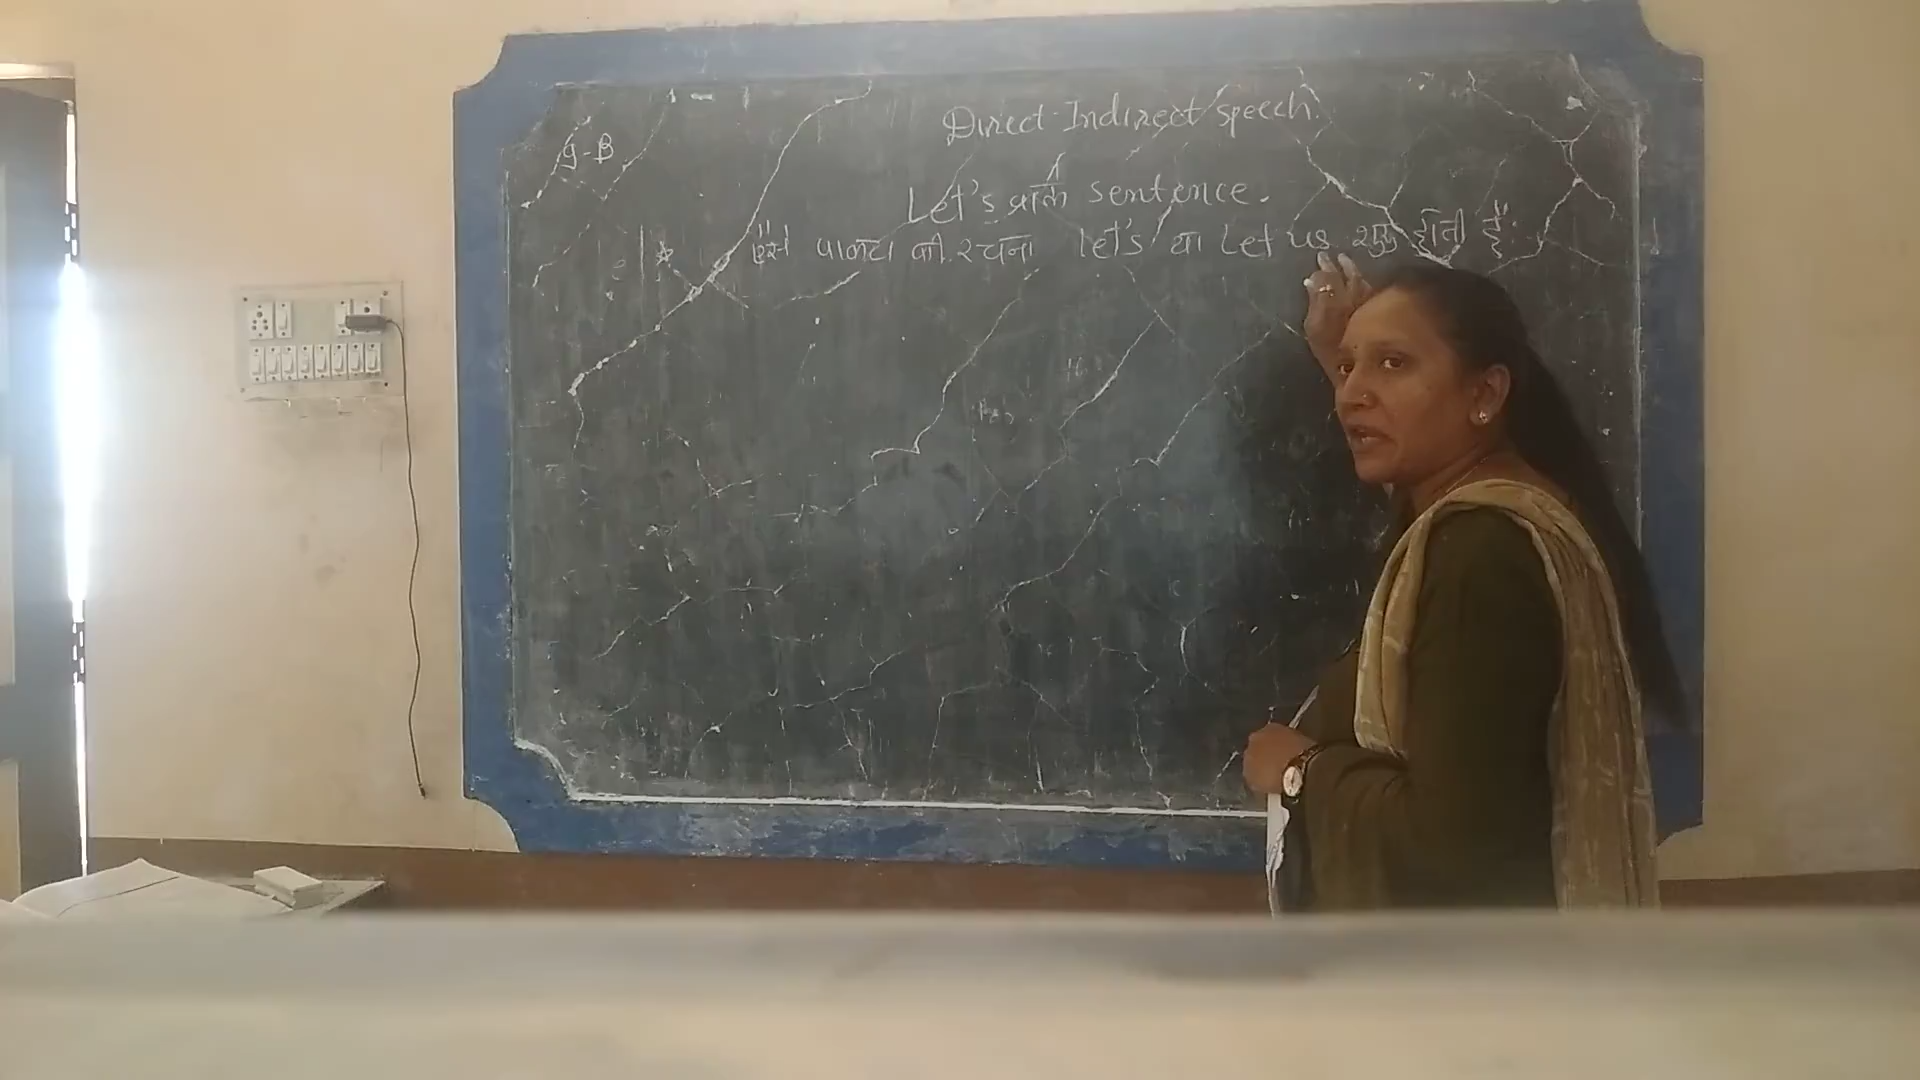 Direct-Indirect speech.
9-B
Let's वाले sentence.
ऐसे वाक्यों की रचना let's या Let us शुरू होती है.